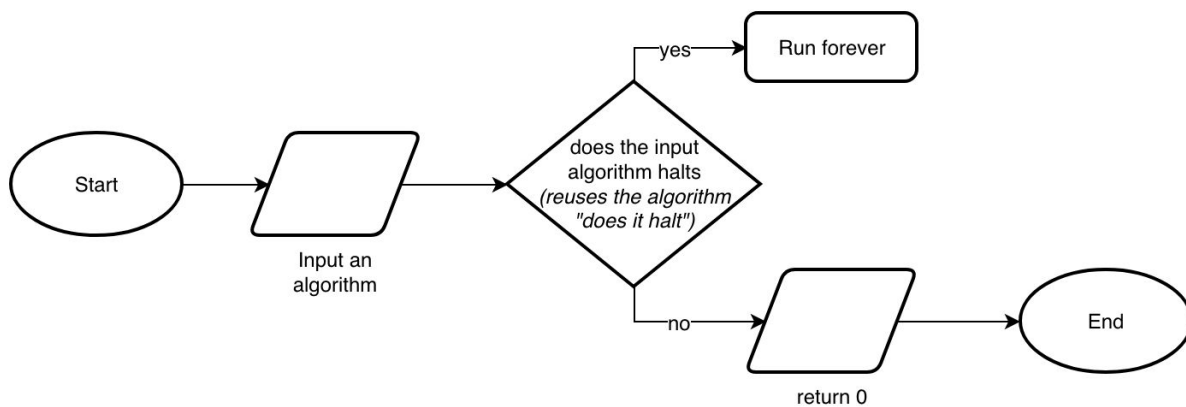 Start
Input an
algorithm
does the input
algorithm halts
(reuses the algorithm
"does it halt")
yes
Run forever
no
return 0
End